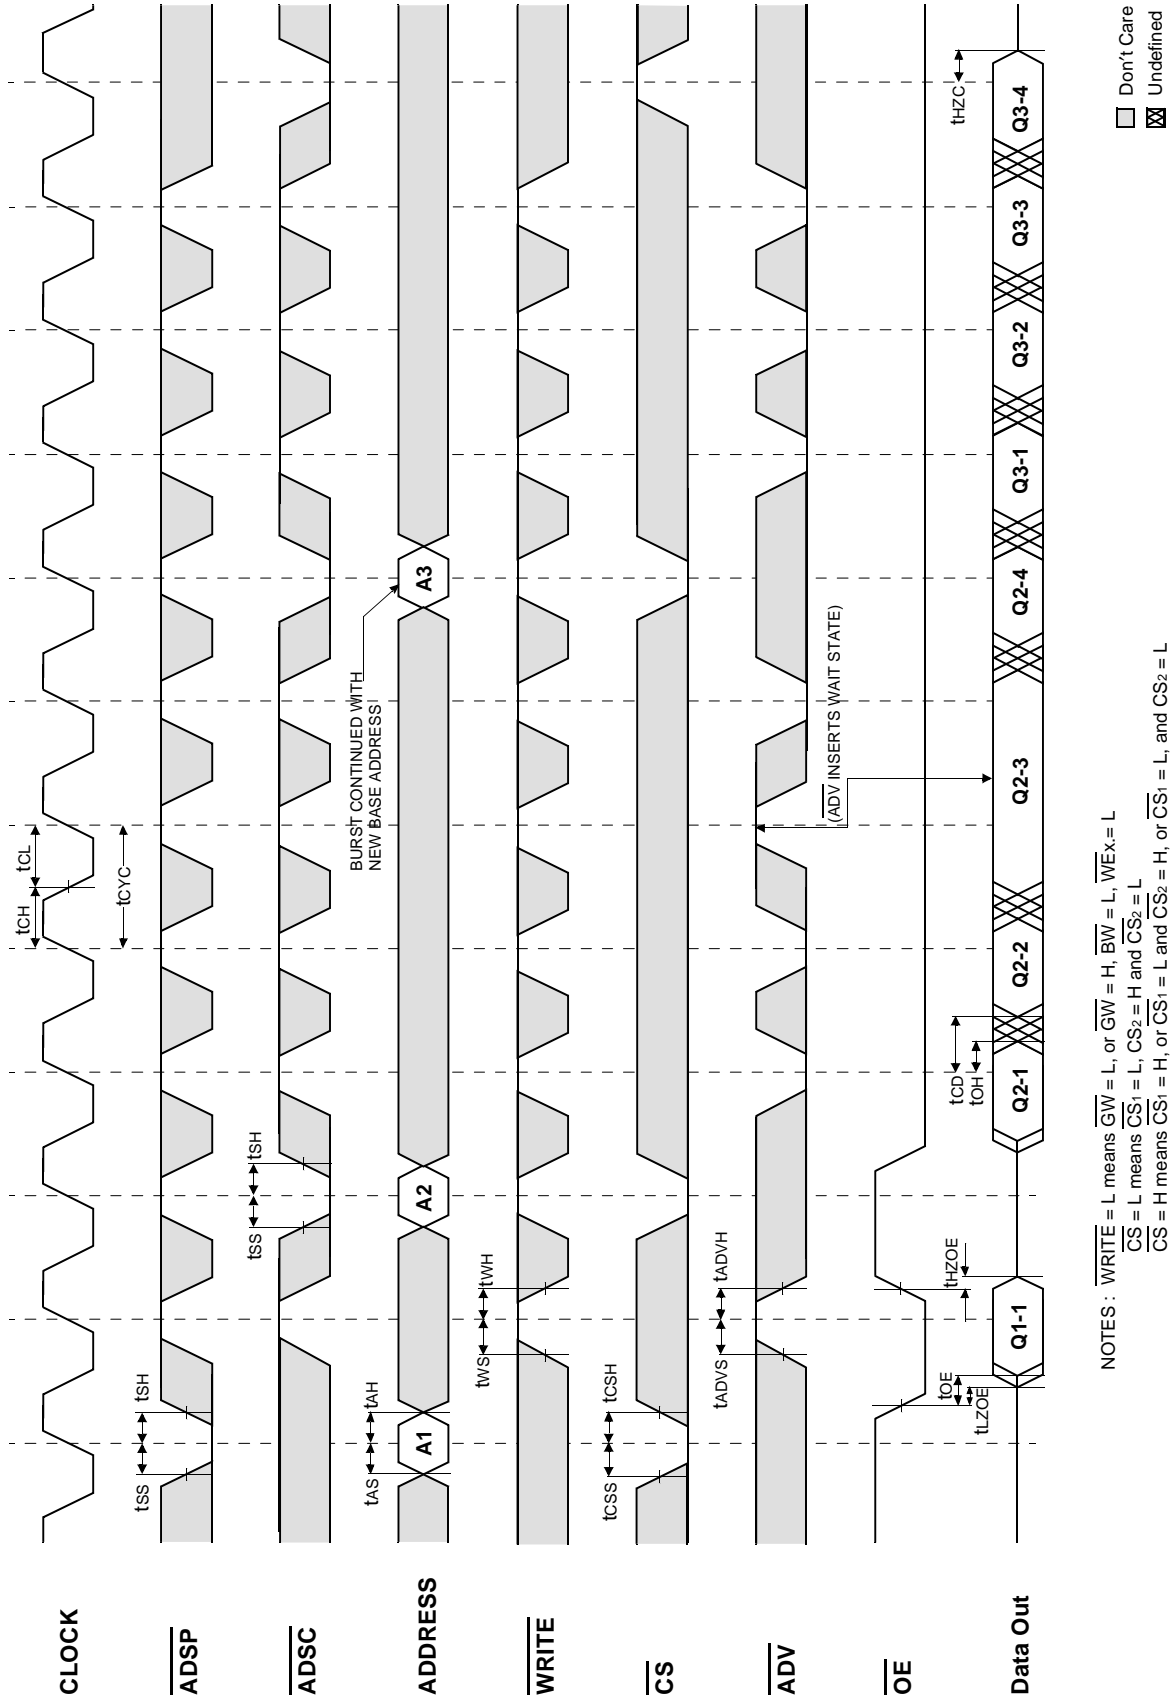 CLOCK
tCH
tCL
tCYC
ADSP
tSS
tSH
ADSC
tSS
tSH
ADDRESS
A1
A2
A3
tAS
tAH
BURST CONTINUED WITH
NEW BASE ADDRESS
WRITE
tWS
tWH
CS
tCSS
tCSH
ADV
tADVS
tADVH
(ADV INSERTS WAIT STATE)
OE
tOE
tLZOE
tHZOE
tCD
tOH
tHZC
Data Out
Q1-1
Q2-1
Q2-2
Q2-3
Q2-4
Q3-1
Q3-2
Q3-3
Q3-4
NOTES : WRITE = L means GW = L, or GW = H, BW = L, WEx.= L
CS = L means CS1 = L, CS2 = H and CS2 = L
CS = H means CS1 = H, or CS1 = L and CS2 = H, or CS1 = L, and CS2 = L
Don't Care
Undefined